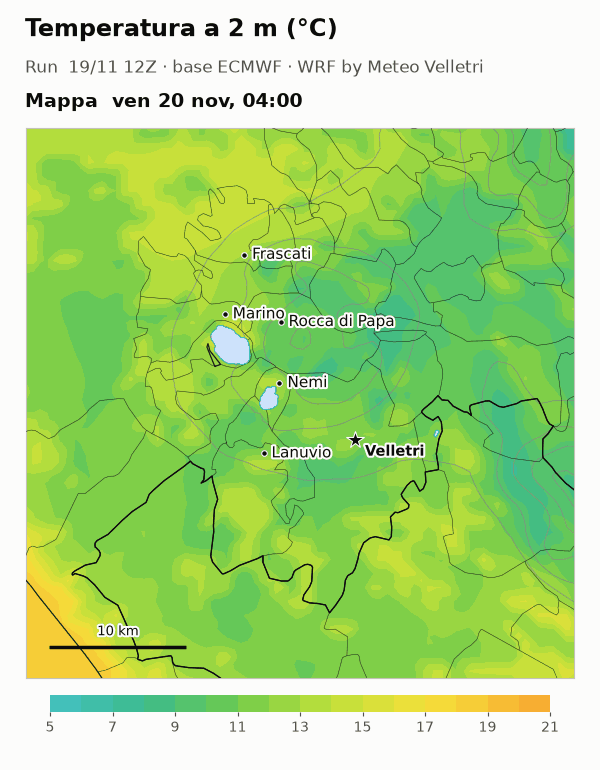 Temperatura a 2 m (°C)
Run  19/11 12Z · base ECMWF · WRF by Meteo Velletri
Mappa  ven 20 nov, 04:00
Frascati
Marino
Rocca di Papa
Nemi
Velletri
Lanuvio
10 km
5 7 9 11 13 15 17 19 21